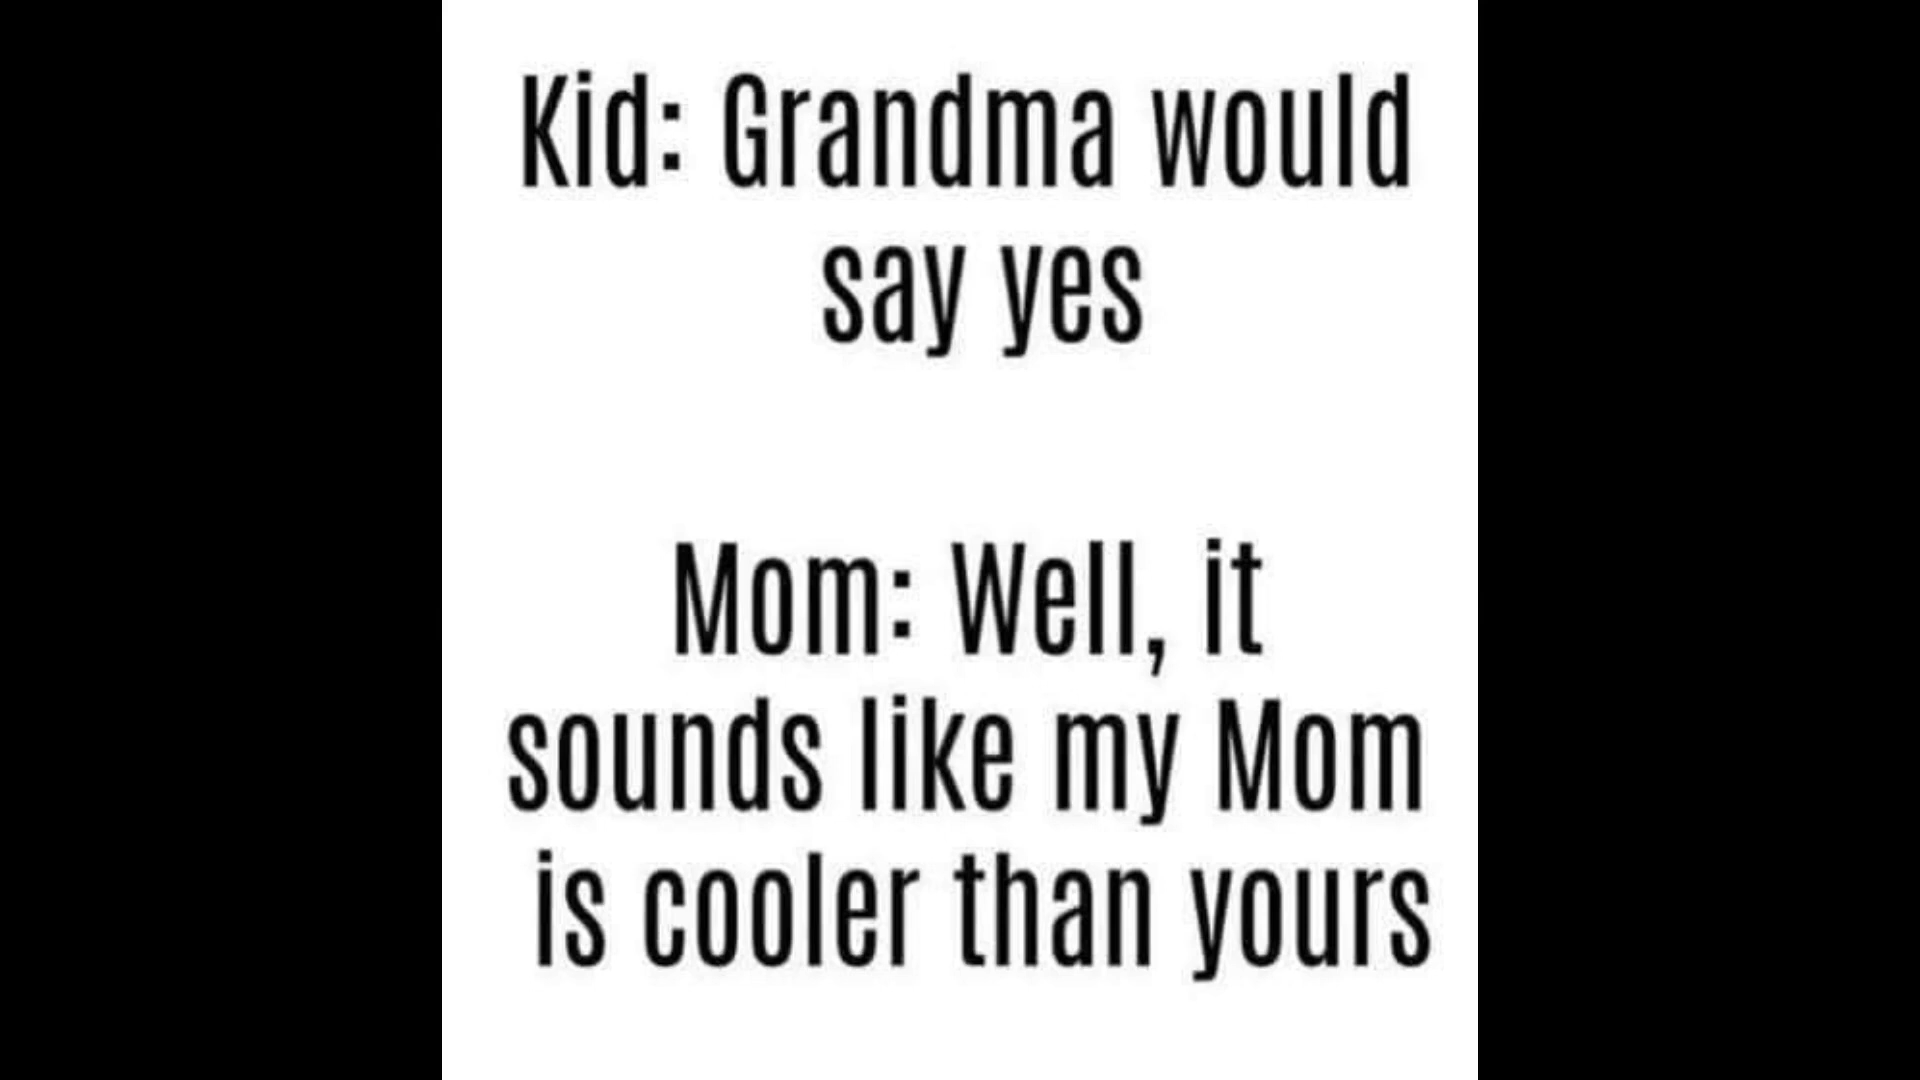 Kid: Grandma would
say yes
Mom: Well, it
sounds like my Mom
is cooler than yours